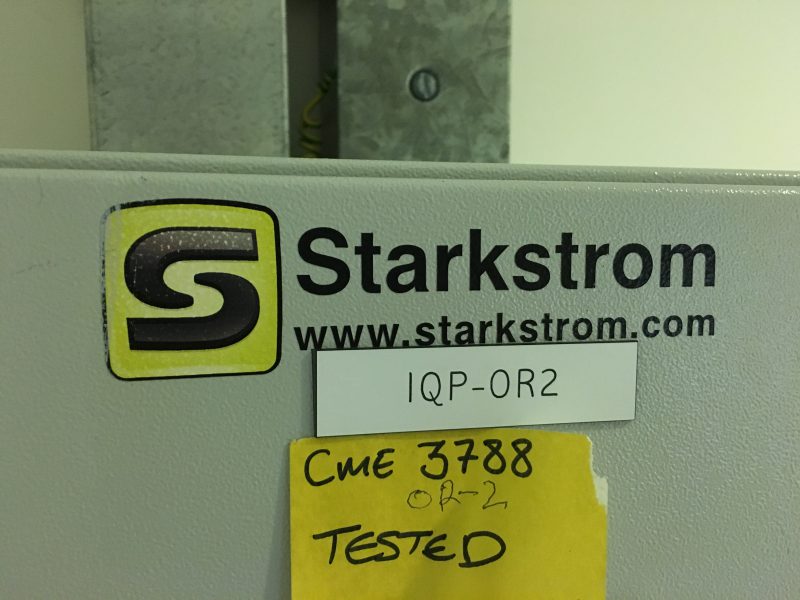 S Starkstrom
www.starkstrom.com
IQP-OR2
CME 3788
OR-2
TESTED